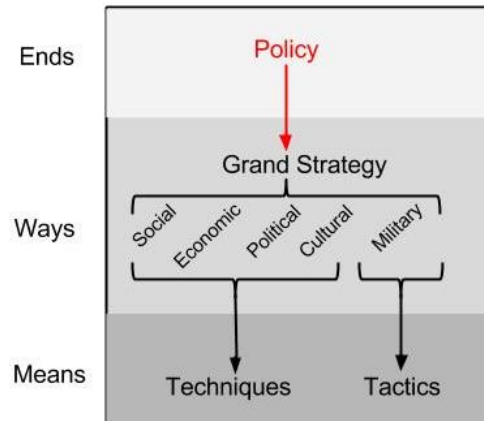 Ends
Policy
Grand Strategy
Ways
Social
Economic
Political
Cultural
Military
Means
Techniques
Tactics